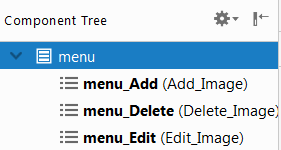 Component Tree
menu
menu_Add (Add_Image)
menu_Delete (Delete_Image)
menu_Edit (Edit_Image)